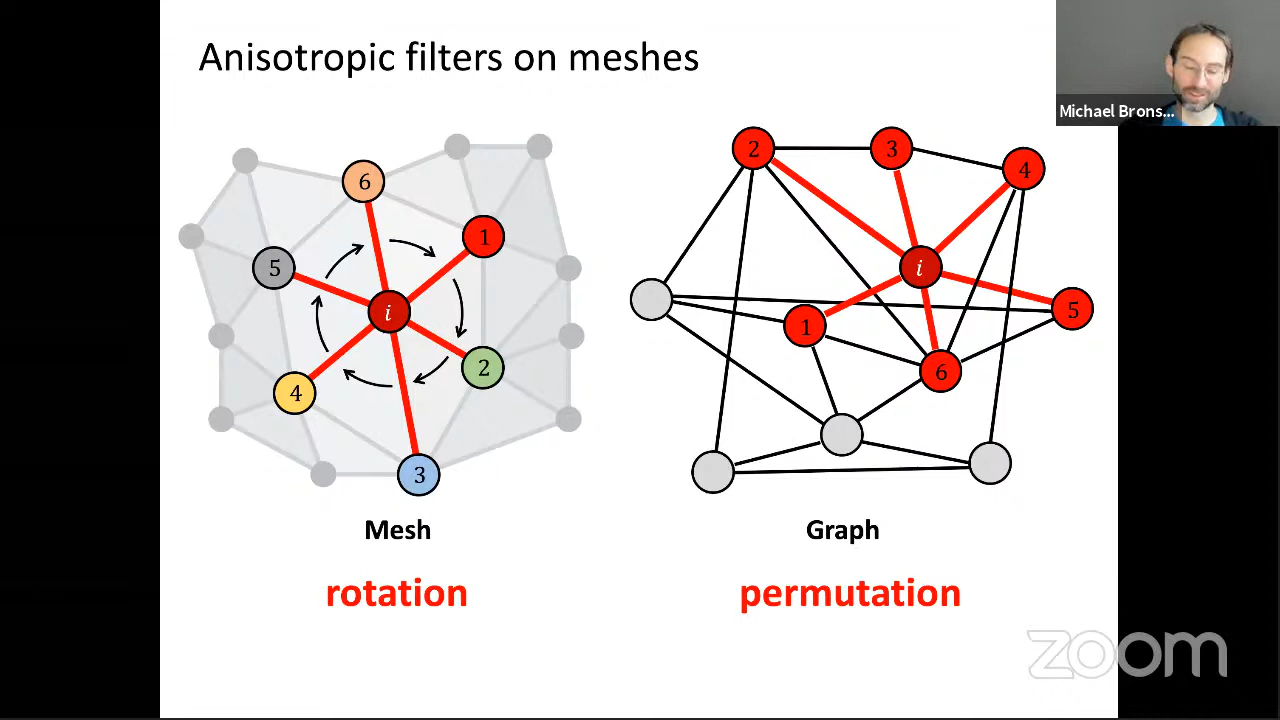 Anisotropic filters on meshes
Michael Brons...
6
1
5
i
2
4
3
2
3
4
i
5
1
6
Mesh
Graph
rotation
permutation
zoom